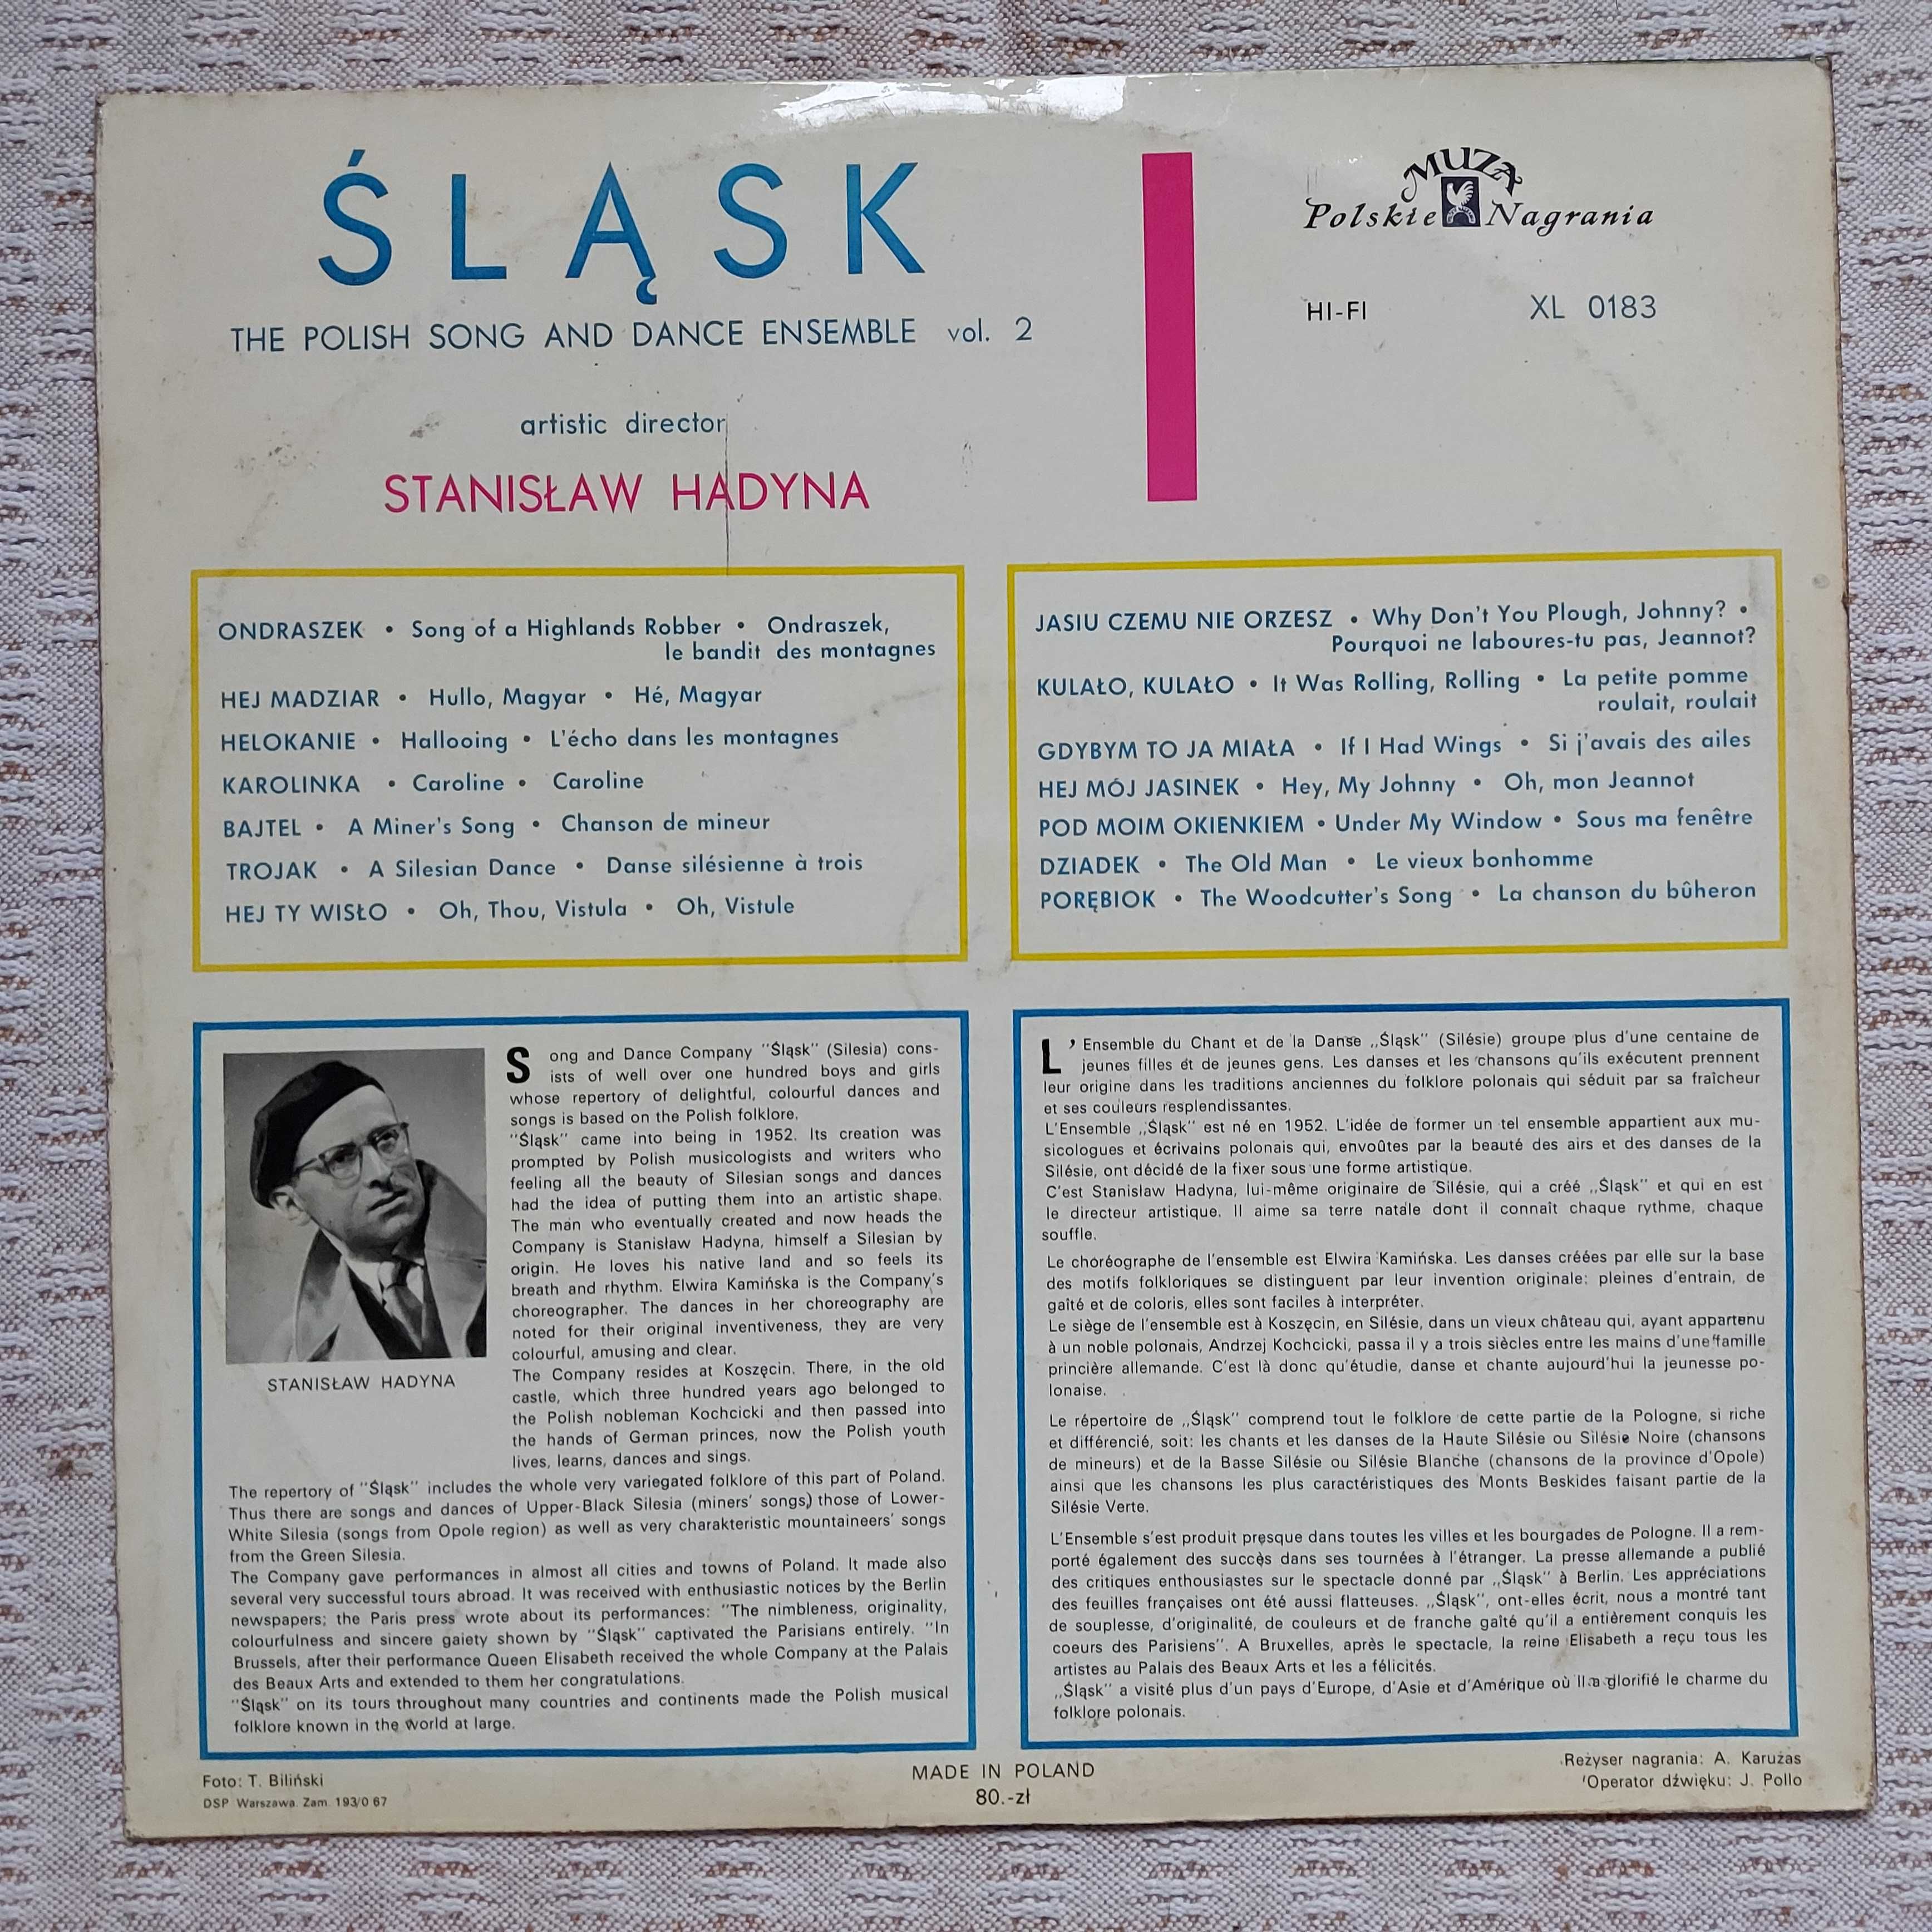 ŚLĄSK
THE POLISH SONG AND DANCE ENSEMBLE vol. 2
artistic director
STANISŁAW HADYNA
MUZA
Polskie Nagrania
HI-FI XL 0183
ONDRASZEK • Song of a Highlands Robber • Ondraszek,
le bandit des montagnes
HEJ MADZIAR • Hullo, Magyar • Hé, Magyar
HELOKANIE • Hallooing • L'écho dans les montagnes
KAROLINKA • Caroline • Caroline
BAJTEL • A Miner's Song • Chanson de mineur
TROJAK • A Silesian Dance • Danse silésienne à trois
HEJ TY WISŁO • Oh, Thou, Vistula • Oh, Vistule
JASIU CZEMU NIE ORZESZ • Why Don't You Plough, Johnny? •
Pourquoi ne laboures-tu pas, Jeannot?
KULAŁO, KULAŁO • It Was Rolling, Rolling • La petite pomme
roulait, roulait
GDYBYM TO JA MIAŁA • If I Had Wings • Si j'avais des ailes
HEJ MÓJ JASINEK • Hey, My Johnny • Oh, mon Jeannot
POD MOIM OKIENKIEM • Under My Window • Sous ma fenêtre
DZIADEK • The Old Man • Le vieux bonhomme
PORĘBIOK • The Woodcutter's Song • La chanson du bûheron
STANISŁAW HADYNA
Song and Dance Company "Śląsk" (Silesia) cons-
ists of well over one hundred boys and girls
whose repertory of delightful, colourful dances and
songs is based on the Polish folklore.
"Śląsk" came into being in 1952. Its creation was
prompted by Polish musicologists and writers who
feeling all the beauty of Silesian songs and dances
had the idea of putting them into an artistic shape.
The man who eventually created and now heads the
Company is Stanisław Hadyna, himself a Silesian by
origin. He loves his native land and so feels its
breath and rhythm. Elwira Kamińska is the Company's
choreographer. The dances in her choreography are
noted for their original inventiveness, they are very
colourful, amusing and clear.
The Company resides at Koszęcin. There, in the old
castle, which three hundred years ago belonged to
the Polish nobleman Kochcicki and then passed into
the hands of German princes, now the Polish youth
lives, learns, dances and sings.
The repertory of "Śląsk" includes the whole very variegated folklore of this part of Poland.
Thus there are songs and dances of Upper-Black Silesia (miners' songs) those of Lower-
White Silesia (songs from Opole region) as well as very charakteristic mountaineers' songs
from the Green Silesia.
The Company gave performances in almost all cities and towns of Poland. It made also
several very successful tours abroad. It was received with enthusiastic notices by the Berlin
newspapers; the Paris press wrote about its performances: "The nimbleness, originality,
colourfulness and sincere gaiety shown by "Śląsk" captivated the Parisians entirely. "In
Brussels, after their performance Queen Elisabeth received the whole Company at the Palais
des Beaux Arts and extended to them her congratulations.
"Śląsk" on its tours throughout many countries and continents made the Polish musical
folklore known in the world at large.
L'Ensemble du Chant et de la Danse „Śląsk" (Silésie) groupe plus d'une centaine de
jeunes filles et de jeunes gens. Les danses et les chansons qu'ils exécutent prennent
leur origine dans les traditions anciennes du folklore polonais qui séduit par sa fraîcheur
et ses couleurs resplendissantes.
L'Ensemble „Śląsk" est né en 1952. L'idée de former un tel ensemble appartient aux mu-
sicologues et écrivains polonais qui, envoûtes par la beauté des airs et des danses de la
Silésie, ont décidé de la fixer sous une forme artistique.
C'est Stanisław Hadyna, lui-même originaire de Silésie, qui a créé „Śląsk" et qui en est
le directeur artistique. Il aime sa terre natale dont il connaît chaque rythme, chaque
souffle.
Le choréographe de l'ensemble est Elwira Kamińska. Les danses créées par elle sur la base
des motifs folkloriques se distinguent par leur invention originale: pleines d'entrain, de
gaîté et de coloris, elles sont faciles à interpréter.
Le siège de l'ensemble est à Koszęcin, en Silésie, dans un vieux château qui, ayant appartenu
à un noble polonais, Andrzej Kochcicki, passa il y a trois siècles entre les mains d'une famille
princière allemande. C'est là donc qu'étudie, danse et chante aujourd'hui la jeunesse po-
lonaise.
Le répertoire de „Śląsk" comprend tout le folklore de cette partie de la Pologne, si riche
et différencié, soit: les chants et les danses de la Haute Silésie ou Silésie Noire (chansons
de mineurs) et de la Basse Silésie ou Silésie Blanche (chansons de la province d'Opole)
ainsi que les chansons les plus caractéristiques des Monts Beskides faisant partie de la
Silésie Verte.
L'Ensemble s'est produit presque dans toutes les villes et les bourgades de Pologne. Il a rem-
porté également des succès dans ses tournées à l'étranger. La presse allemande a publié
des critiques enthousiastes sur le spectacle donné par „Śląsk" à Berlin. Les appréciations
des feuilles françaises ont été aussi flatteuses. „Śląsk", ont-elles écrit, nous a montré tant
de souplesse, d'originalité, de couleurs et de franche gaîté qu'il a entièrement conquis les
coeurs des Parisiens". A Bruxelles, après le spectacle, la reine Elisabeth a reçu tous les
artistes au Palais des Beaux Arts et les a félicités.
„Śląsk" a visité plus d'un pays d'Europe, d'Asie et d'Amérique où il a glorifié le charme du
folklore polonais.
Foto: T. Biliński
DSP Warszawa. Zam. 193/0 67
MADE IN POLAND
80.-zł
Reżyser nagrania: A. Karużas
Operator dźwięku: J. Pollo